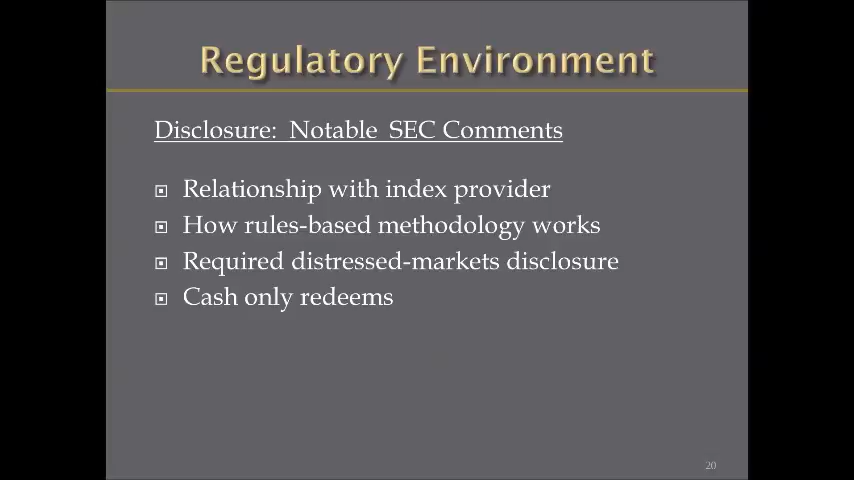 Regulatory Environment
Disclosure: Notable SEC Comments
Relationship with index provider
How rules-based methodology works
Required distressed-markets disclosure
Cash only redeems
20